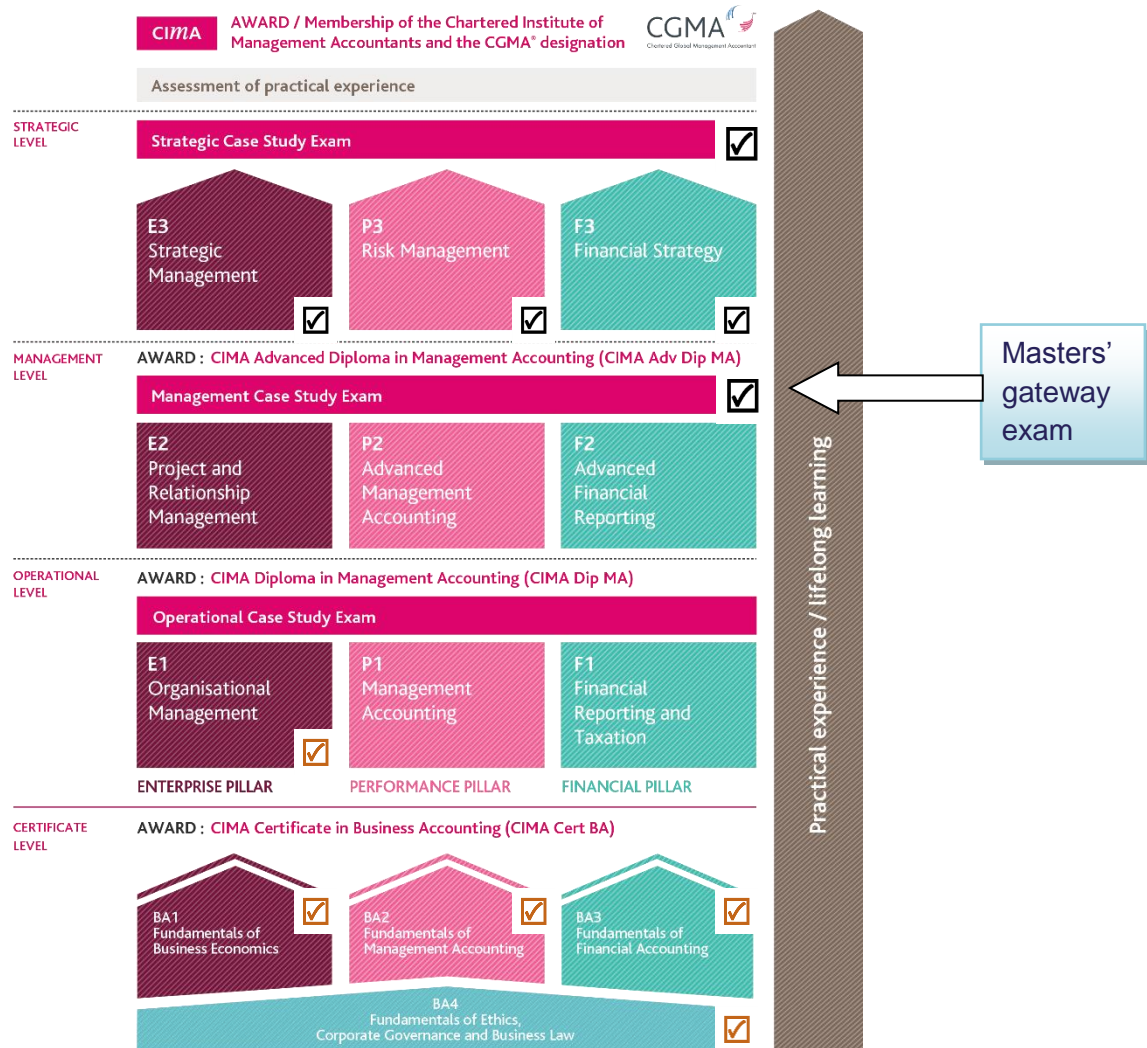 CIMA
AWARD / Membership of the Chartered Institute of
Management Accountants and the CGMA® designation
CGMA
Chartered Global Management Accountant
Assessment of practical experience
STRATEGIC
LEVEL
Strategic Case Study Exam
E3
Strategic
Management
P3
Risk Management
F3
Financial Strategy
MANAGEMENT
LEVEL
AWARD : CIMA Advanced Diploma in Management Accounting (CIMA Adv Dip MA)
Management Case Study Exam
Masters’
gateway
exam
E2
Project and
Relationship
Management
P2
Advanced
Management
Accounting
F2
Advanced
Financial
Reporting
OPERATIONAL
LEVEL
AWARD : CIMA Diploma in Management Accounting (CIMA Dip MA)
Operational Case Study Exam
E1
Organisational
Management
P1
Management
Accounting
F1
Financial
Reporting and
Taxation
ENTERPRISE PILLAR
PERFORMANCE PILLAR
FINANCIAL PILLAR
Practical experience / lifelong learning
CERTIFICATE
LEVEL
AWARD : CIMA Certificate in Business Accounting (CIMA Cert BA)
BA1
Fundamentals of
Business Economics
BA2
Fundamentals of
Management Accounting
BA3
Fundamentals of
Financial Accounting
BA4
Fundamentals of Ethics,
Corporate Governance and Business Law